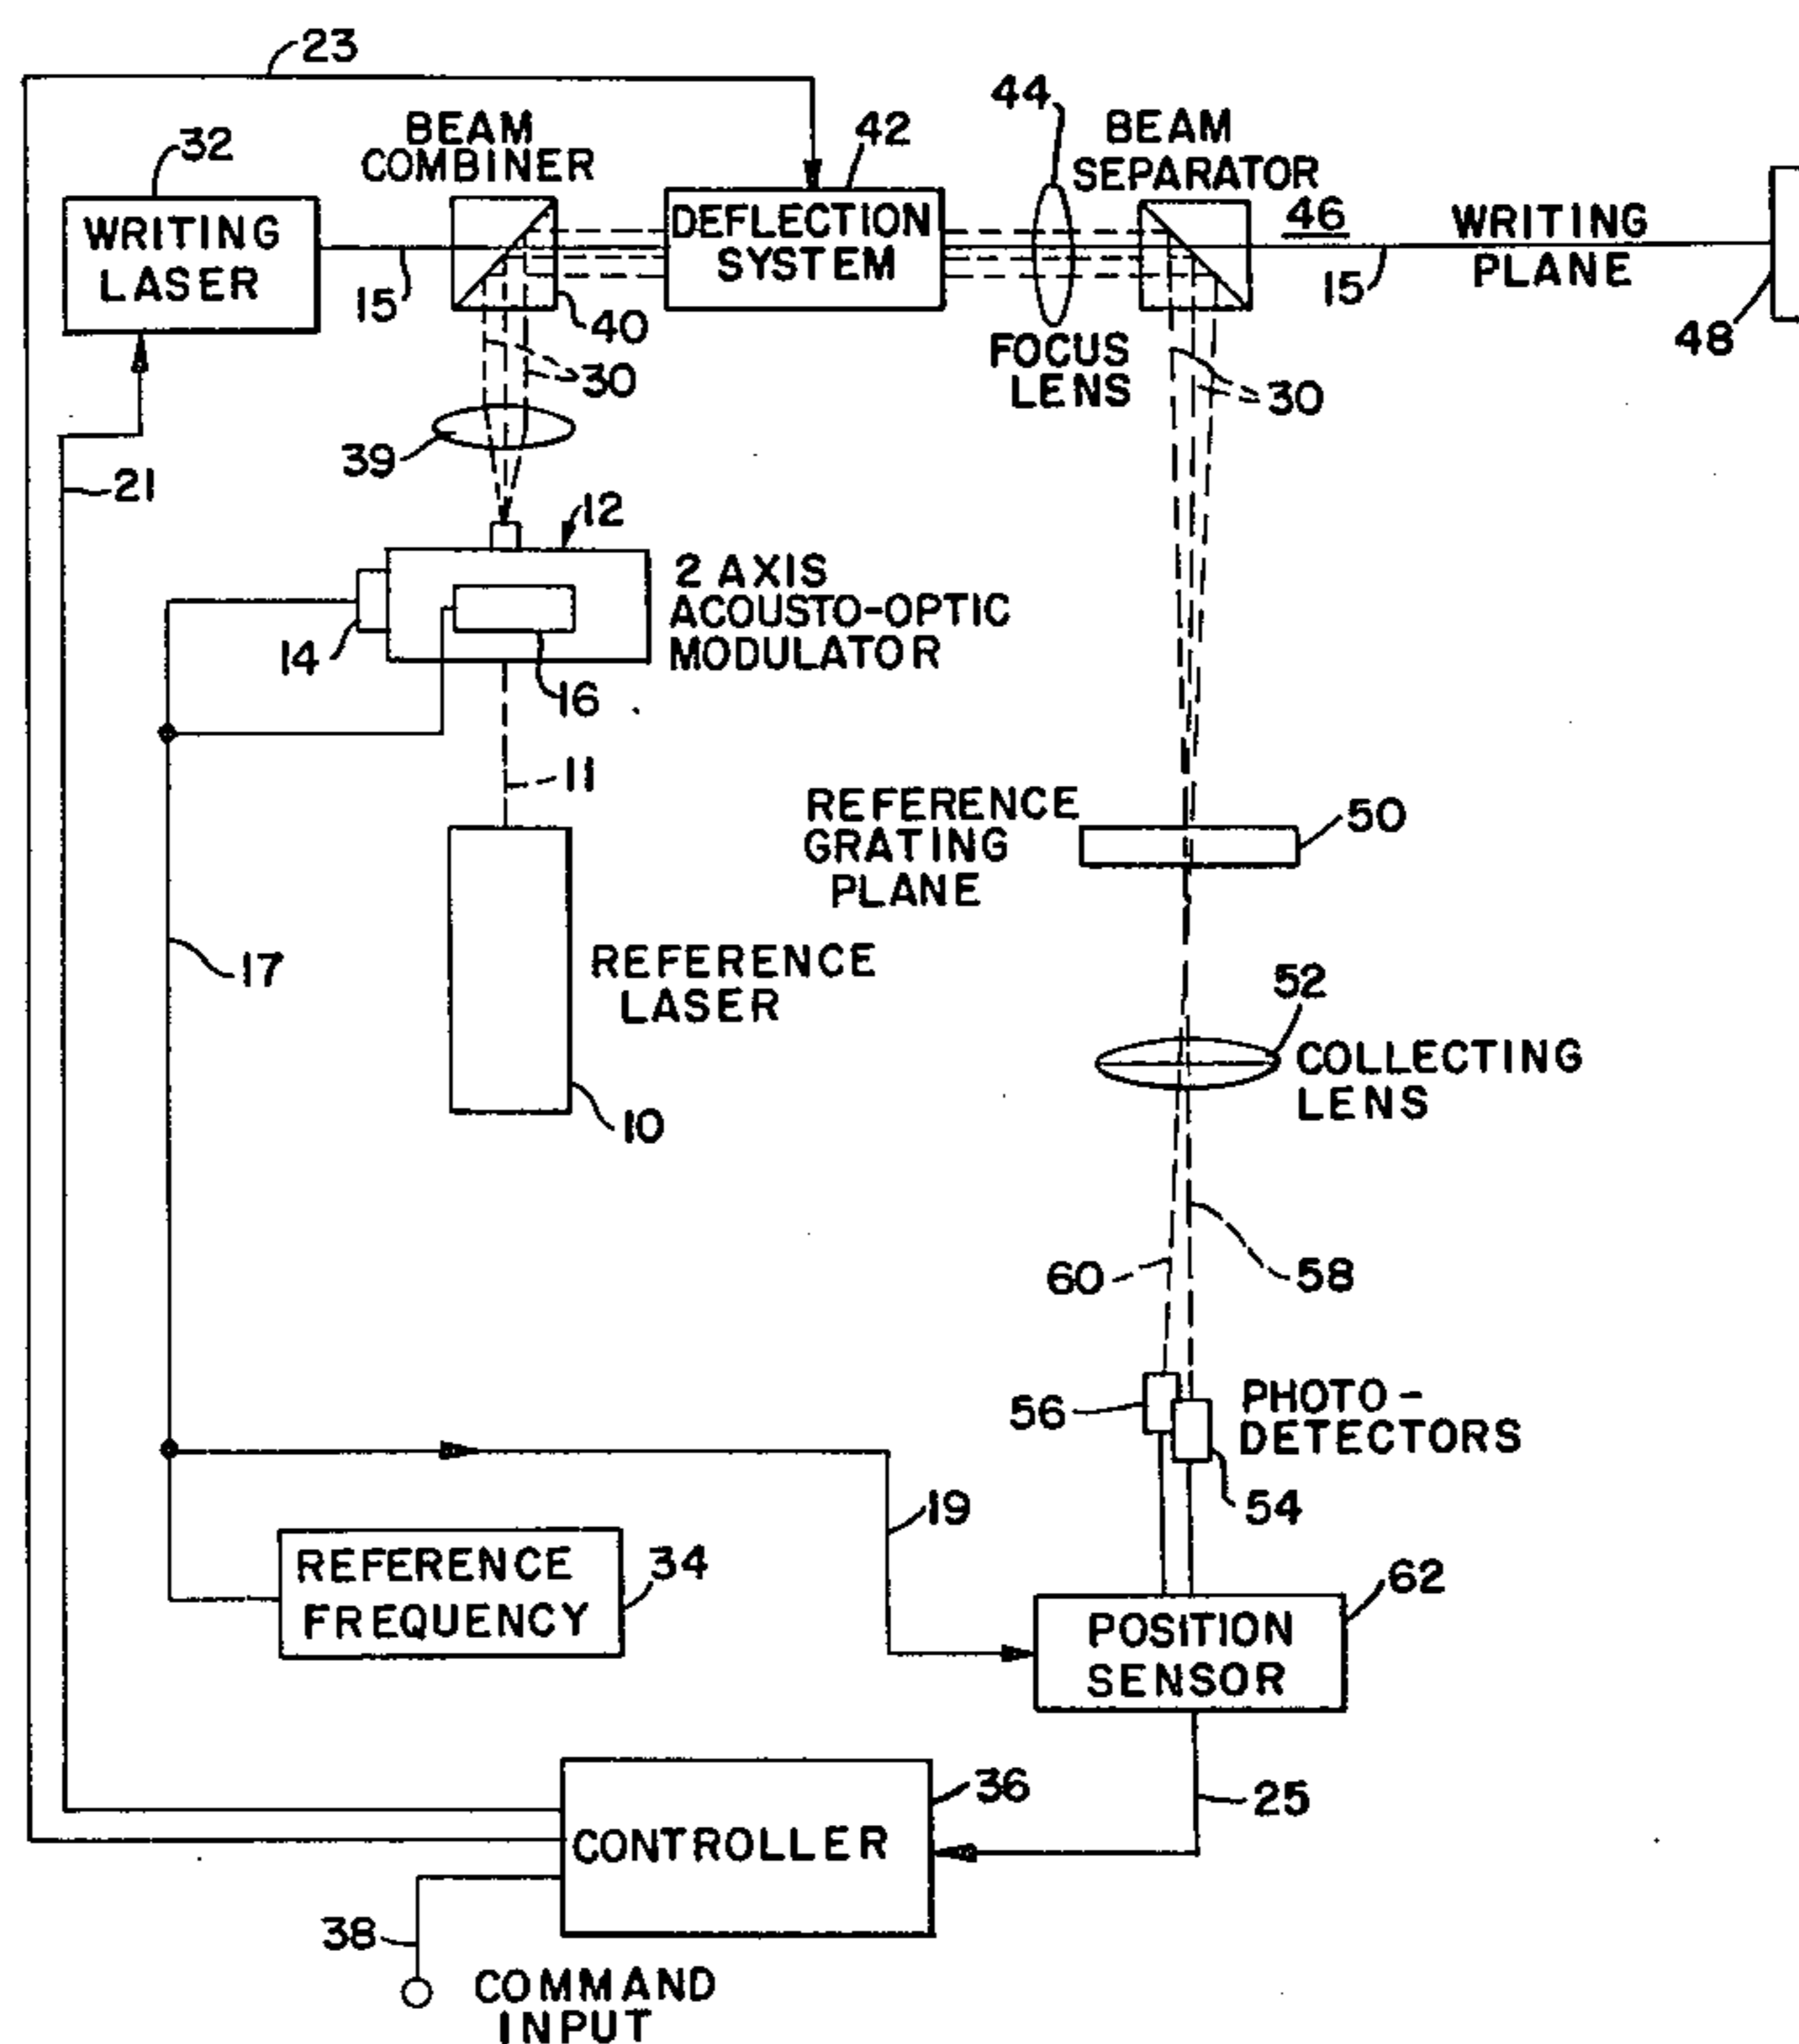 23
44
BEAM
COMBINER
42
BEAM
SEPARATOR
32
WRITING
LASER
DEFLECTION
SYSTEM
46
WRITING
PLANE
15
40
15
48
30
FOCUS
LENS
30
39
21
12
2 AXIS
ACOUSTO-OPTIC
MODULATOR
14
16
11
REFERENCE
GRATING
PLANE
50
17
REFERENCE
LASER
52
COLLECTING
LENS
10
60
58
56
PHOTO-
DETECTORS
54
19
REFERENCE
FREQUENCY
34
62
POSITION
SENSOR
36
25
CONTROLLER
38
COMMAND
INPUT